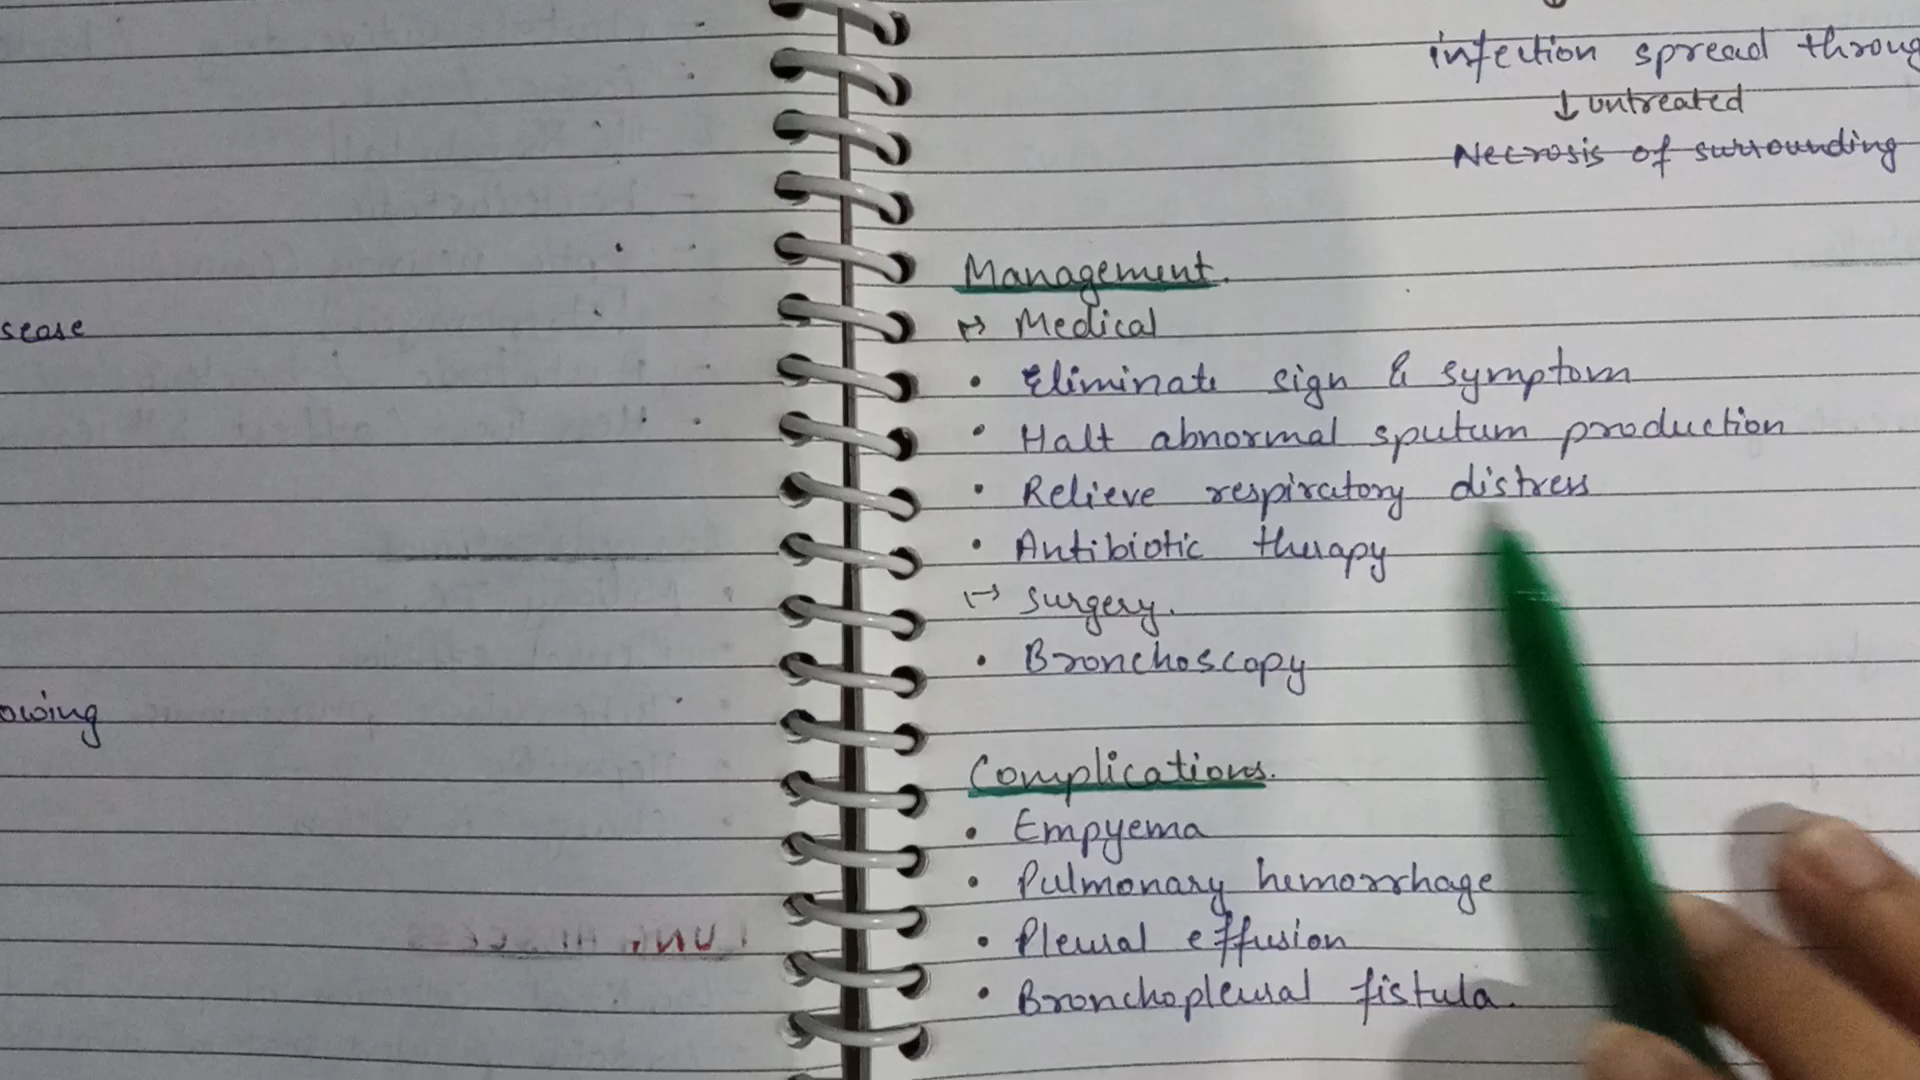 sease
owing
infection spread throug
↓ untreated
Necrosis of surrounding
Management.
↦ Medical
• Eliminate sign & symptom
• Halt abnormal sputum production
• Relieve respiratory distress
• Antibiotic therapy
↦ surgery.
• Bronchoscopy
Complications.
• Empyema
• Pulmonary hemorrhage
• Pleural effusion
• Bronchopleural fistula.